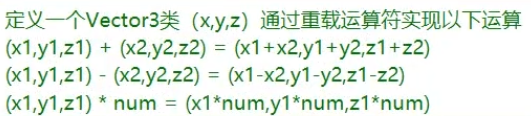 定义一个Vector3类（x,y,z）通过重载运算符实现以下运算
(x1,y1,z1) + (x2,y2,z2) = (x1+x2,y1+y2,z1+z2)
(x1,y1,z1) - (x2,y2,z2) = (x1-x2,y1-y2,z1-z2)
(x1,y1,z1) * num = (x1*num,y1*num,z1*num)